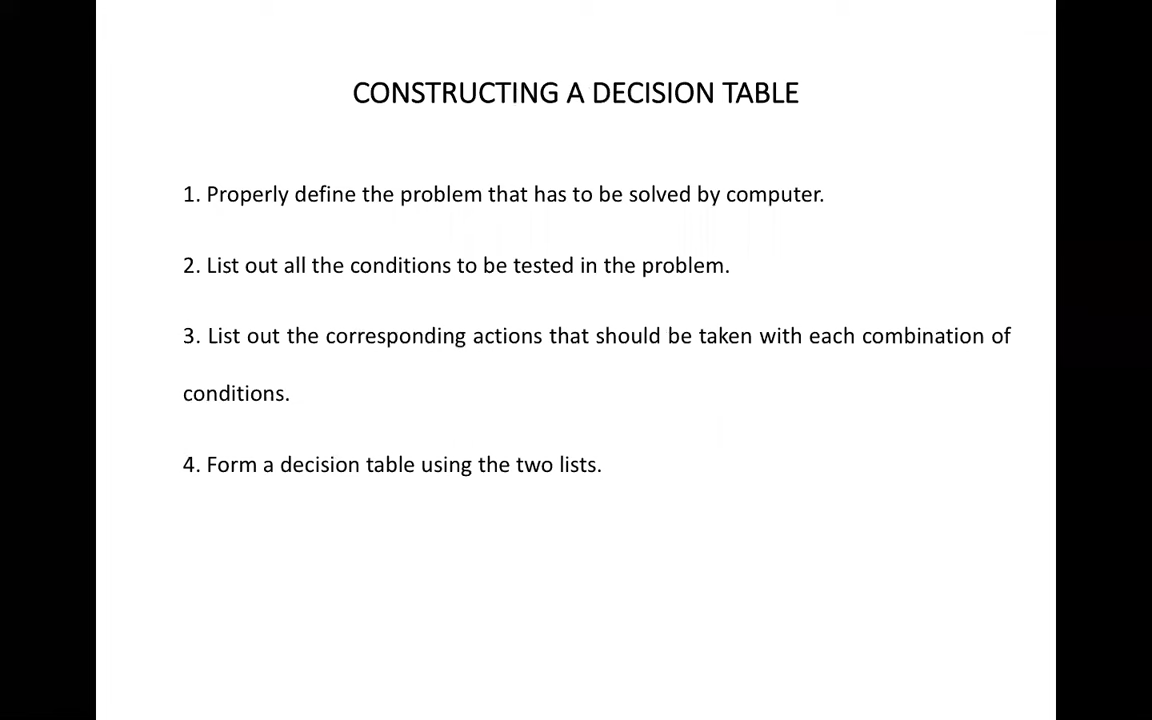 CONSTRUCTING A DECISION TABLE
1. Properly define the problem that has to be solved by computer.
2. List out all the conditions to be tested in the problem.
3. List out the corresponding actions that should be taken with each combination of
conditions.
4. Form a decision table using the two lists.